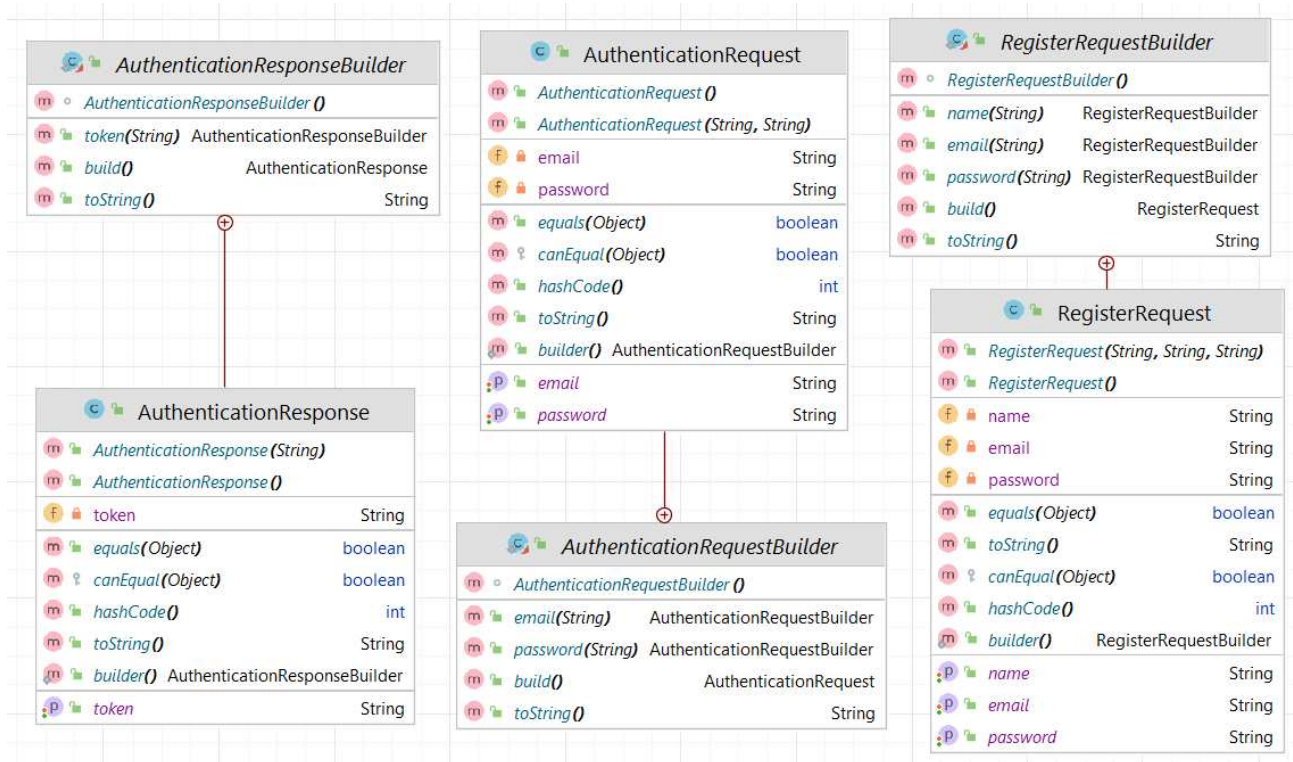 AuthenticationResponseBuilder
AuthenticationResponseBuilder()
token(String) AuthenticationResponseBuilder
build() AuthenticationResponse
toString() String
AuthenticationResponse
AuthenticationResponse(String)
AuthenticationResponse()
token String
equals(Object) boolean
canEqual(Object) boolean
hashCode() int
toString() String
builder() AuthenticationResponseBuilder
token String
AuthenticationRequest
AuthenticationRequest()
AuthenticationRequest(String, String)
email String
password String
equals(Object) boolean
canEqual(Object) boolean
hashCode() int
toString() String
builder() AuthenticationRequestBuilder
email String
password String
AuthenticationRequestBuilder
AuthenticationRequestBuilder()
email(String) AuthenticationRequestBuilder
password(String) AuthenticationRequestBuilder
build() AuthenticationRequest
toString() String
RegisterRequestBuilder
RegisterRequestBuilder()
name(String) RegisterRequestBuilder
email(String) RegisterRequestBuilder
password(String) RegisterRequestBuilder
build() RegisterRequest
toString() String
RegisterRequest
RegisterRequest(String, String, String)
RegisterRequest()
name String
email String
password String
equals(Object) boolean
toString() String
canEqual(Object) boolean
hashCode() int
builder() RegisterRequestBuilder
name String
email String
password String